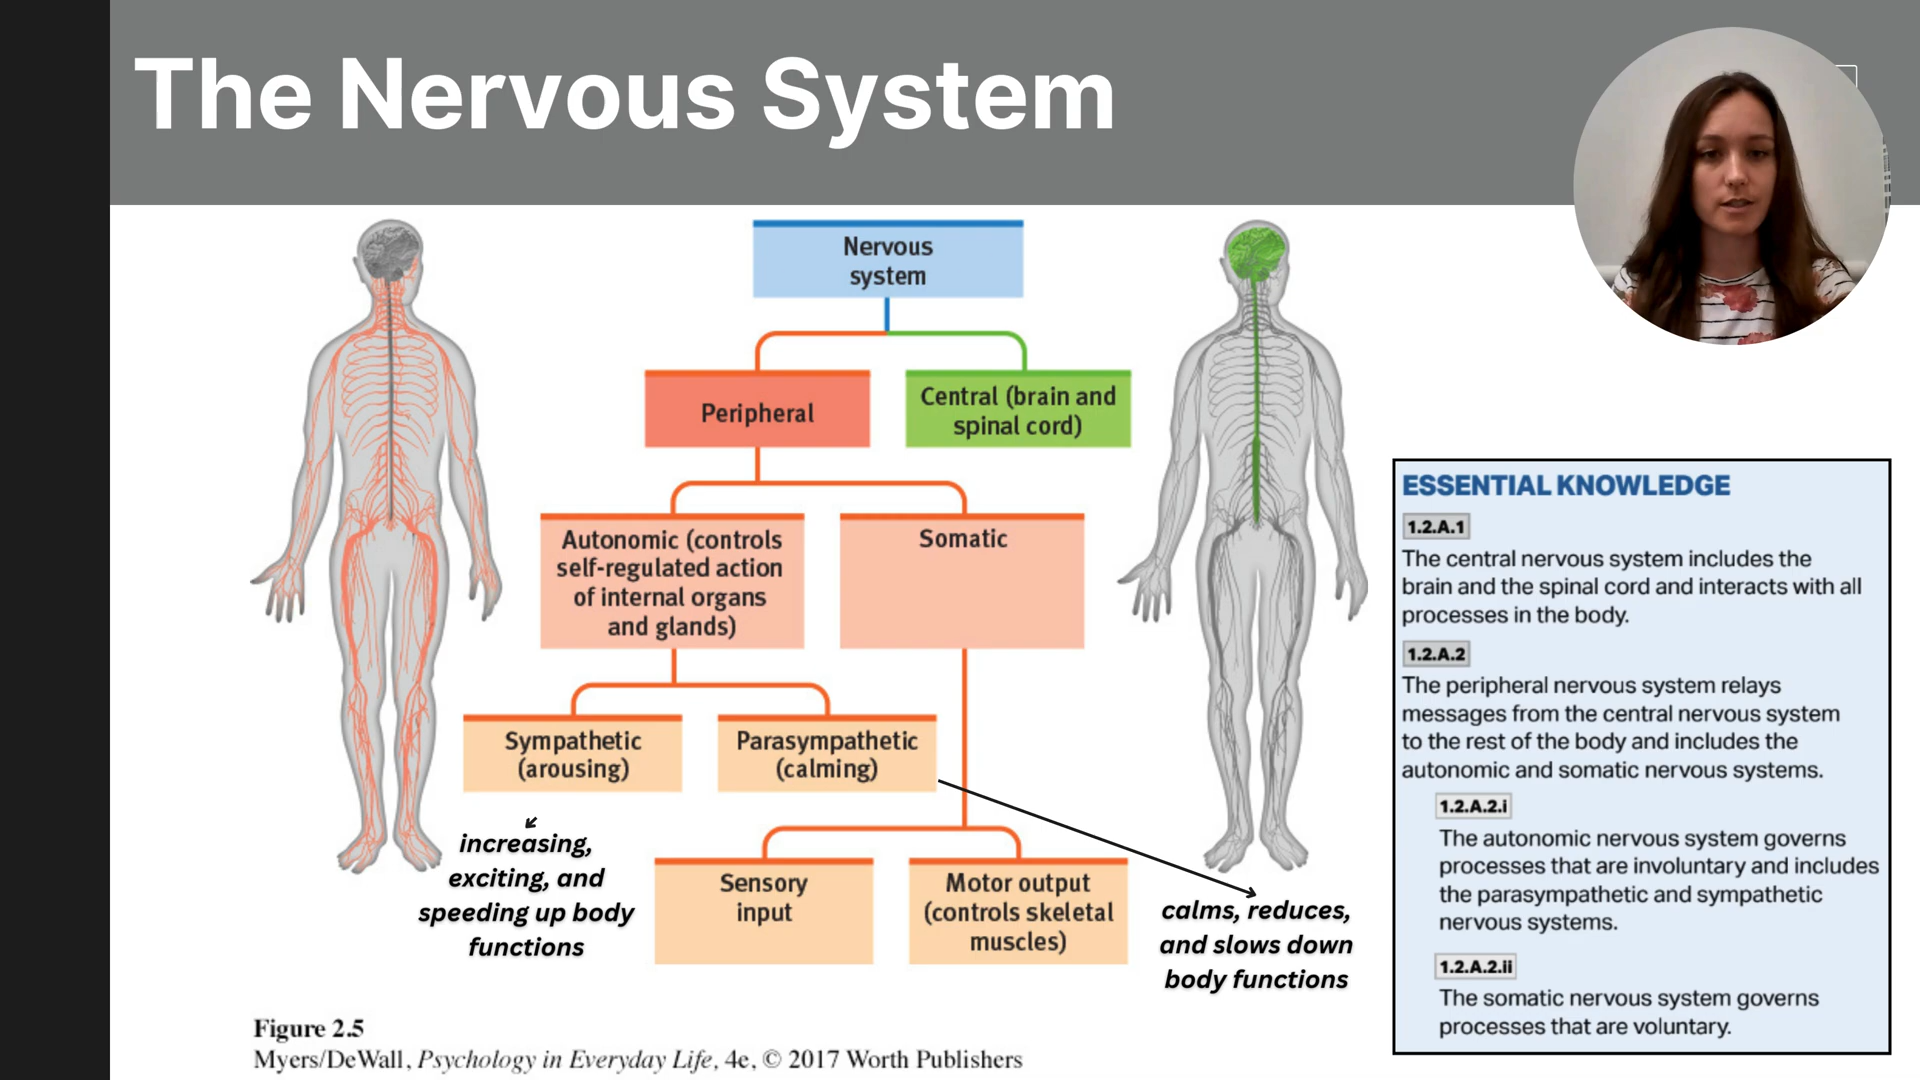 The Nervous System
Nervous
system
Peripheral
Central (brain and
spinal cord)
Autonomic (controls
self-regulated action
of internal organs
and glands)
Somatic
Sympathetic
(arousing)
Parasympathetic
(calming)
increasing,
exciting, and
speeding up body
functions
Sensory
input
Motor output
(controls skeletal
muscles)
calms, reduces,
and slows down
body functions
Figure 2.5
Myers/DeWall, Psychology in Everyday Life, 4e, © 2017 Worth Publishers
ESSENTIAL KNOWLEDGE
1.2.A.1
The central nervous system includes the
brain and the spinal cord and interacts with all
processes in the body.
1.2.A.2
The peripheral nervous system relays
messages from the central nervous system
to the rest of the body and includes the
autonomic and somatic nervous systems.
1.2.A.2.i
The autonomic nervous system governs
processes that are involuntary and includes
the parasympathetic and sympathetic
nervous systems.
1.2.A.2.ii
The somatic nervous system governs
processes that are voluntary.